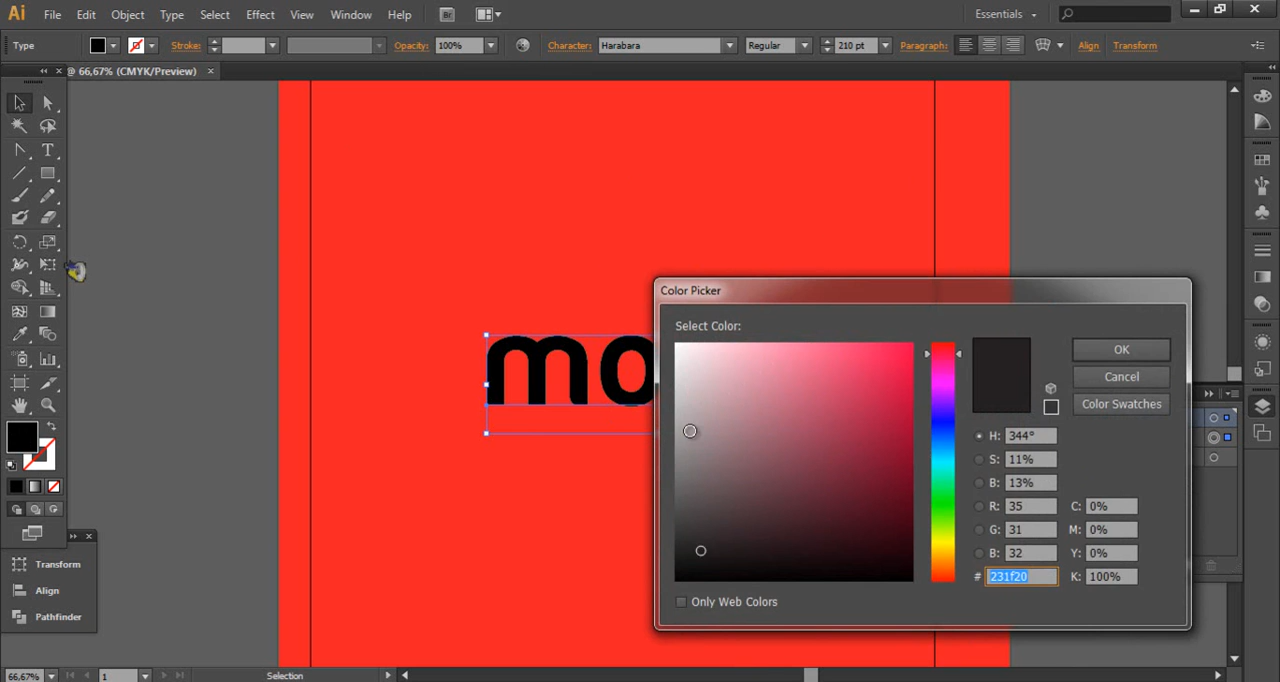 Ai File Edit Object Type Select Effect View Window Help Br Essentials
Type Stroke: Opacity: 100% Character: Harabara Regular 210 pt Paragraph: Align Transform
@ 66,67% (CMYK/Preview)
mo
Color Picker
Select Color:
OK
Cancel
Color Swatches
H: 344°
S: 11%
B: 13%
R: 35 C: 0%
G: 31 M: 0%
B: 32 Y: 0%
# 231f20 K: 100%
Only Web Colors
Transform
Align
Pathfinder
66,67% 1 Selection